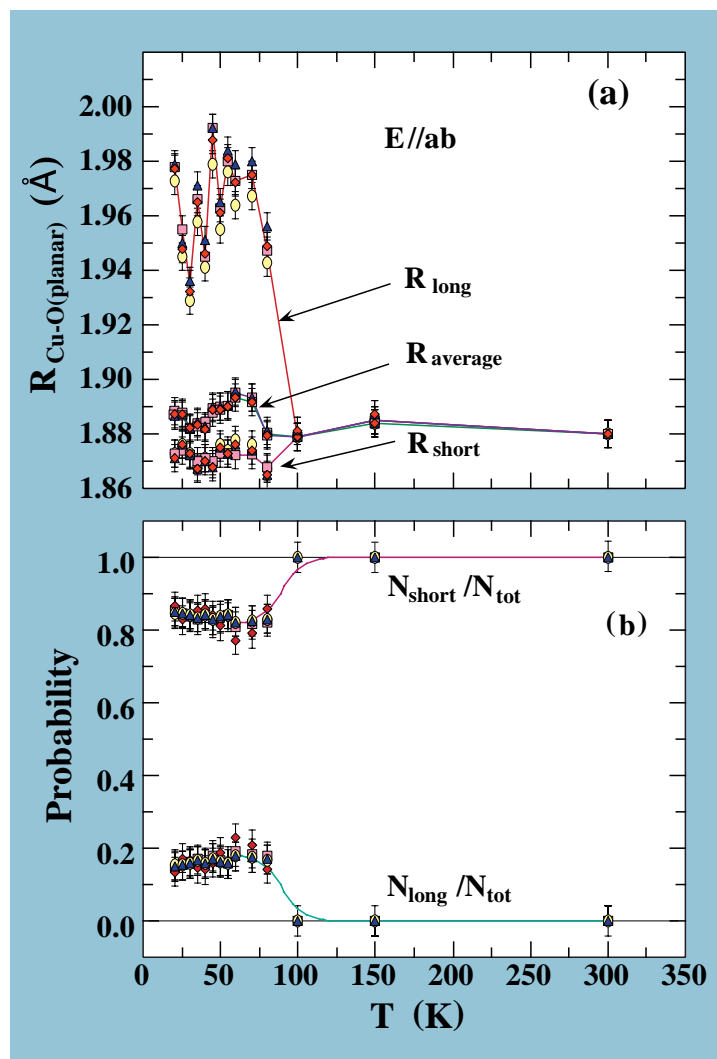 (a)
E//ab
R Cu-O(planar) (Å)
2.00
1.98
1.96
1.94
1.92
1.90
1.88
1.86
R long
R average
R short
Probability
1.0
0.8
0.6
0.4
0.2
0.0
N short /N tot
(b)
N long /N tot
0 50 100 150 200 250 300 350
T (K)